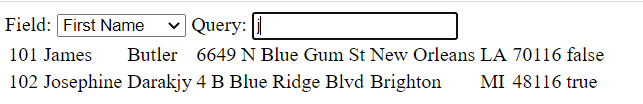 Field: First Name Query: j
101 James Butler 6649 N Blue Gum St New Orleans LA 70116 false
102 Josephine Darakjy 4 B Blue Ridge Blvd Brighton MI 48116 true